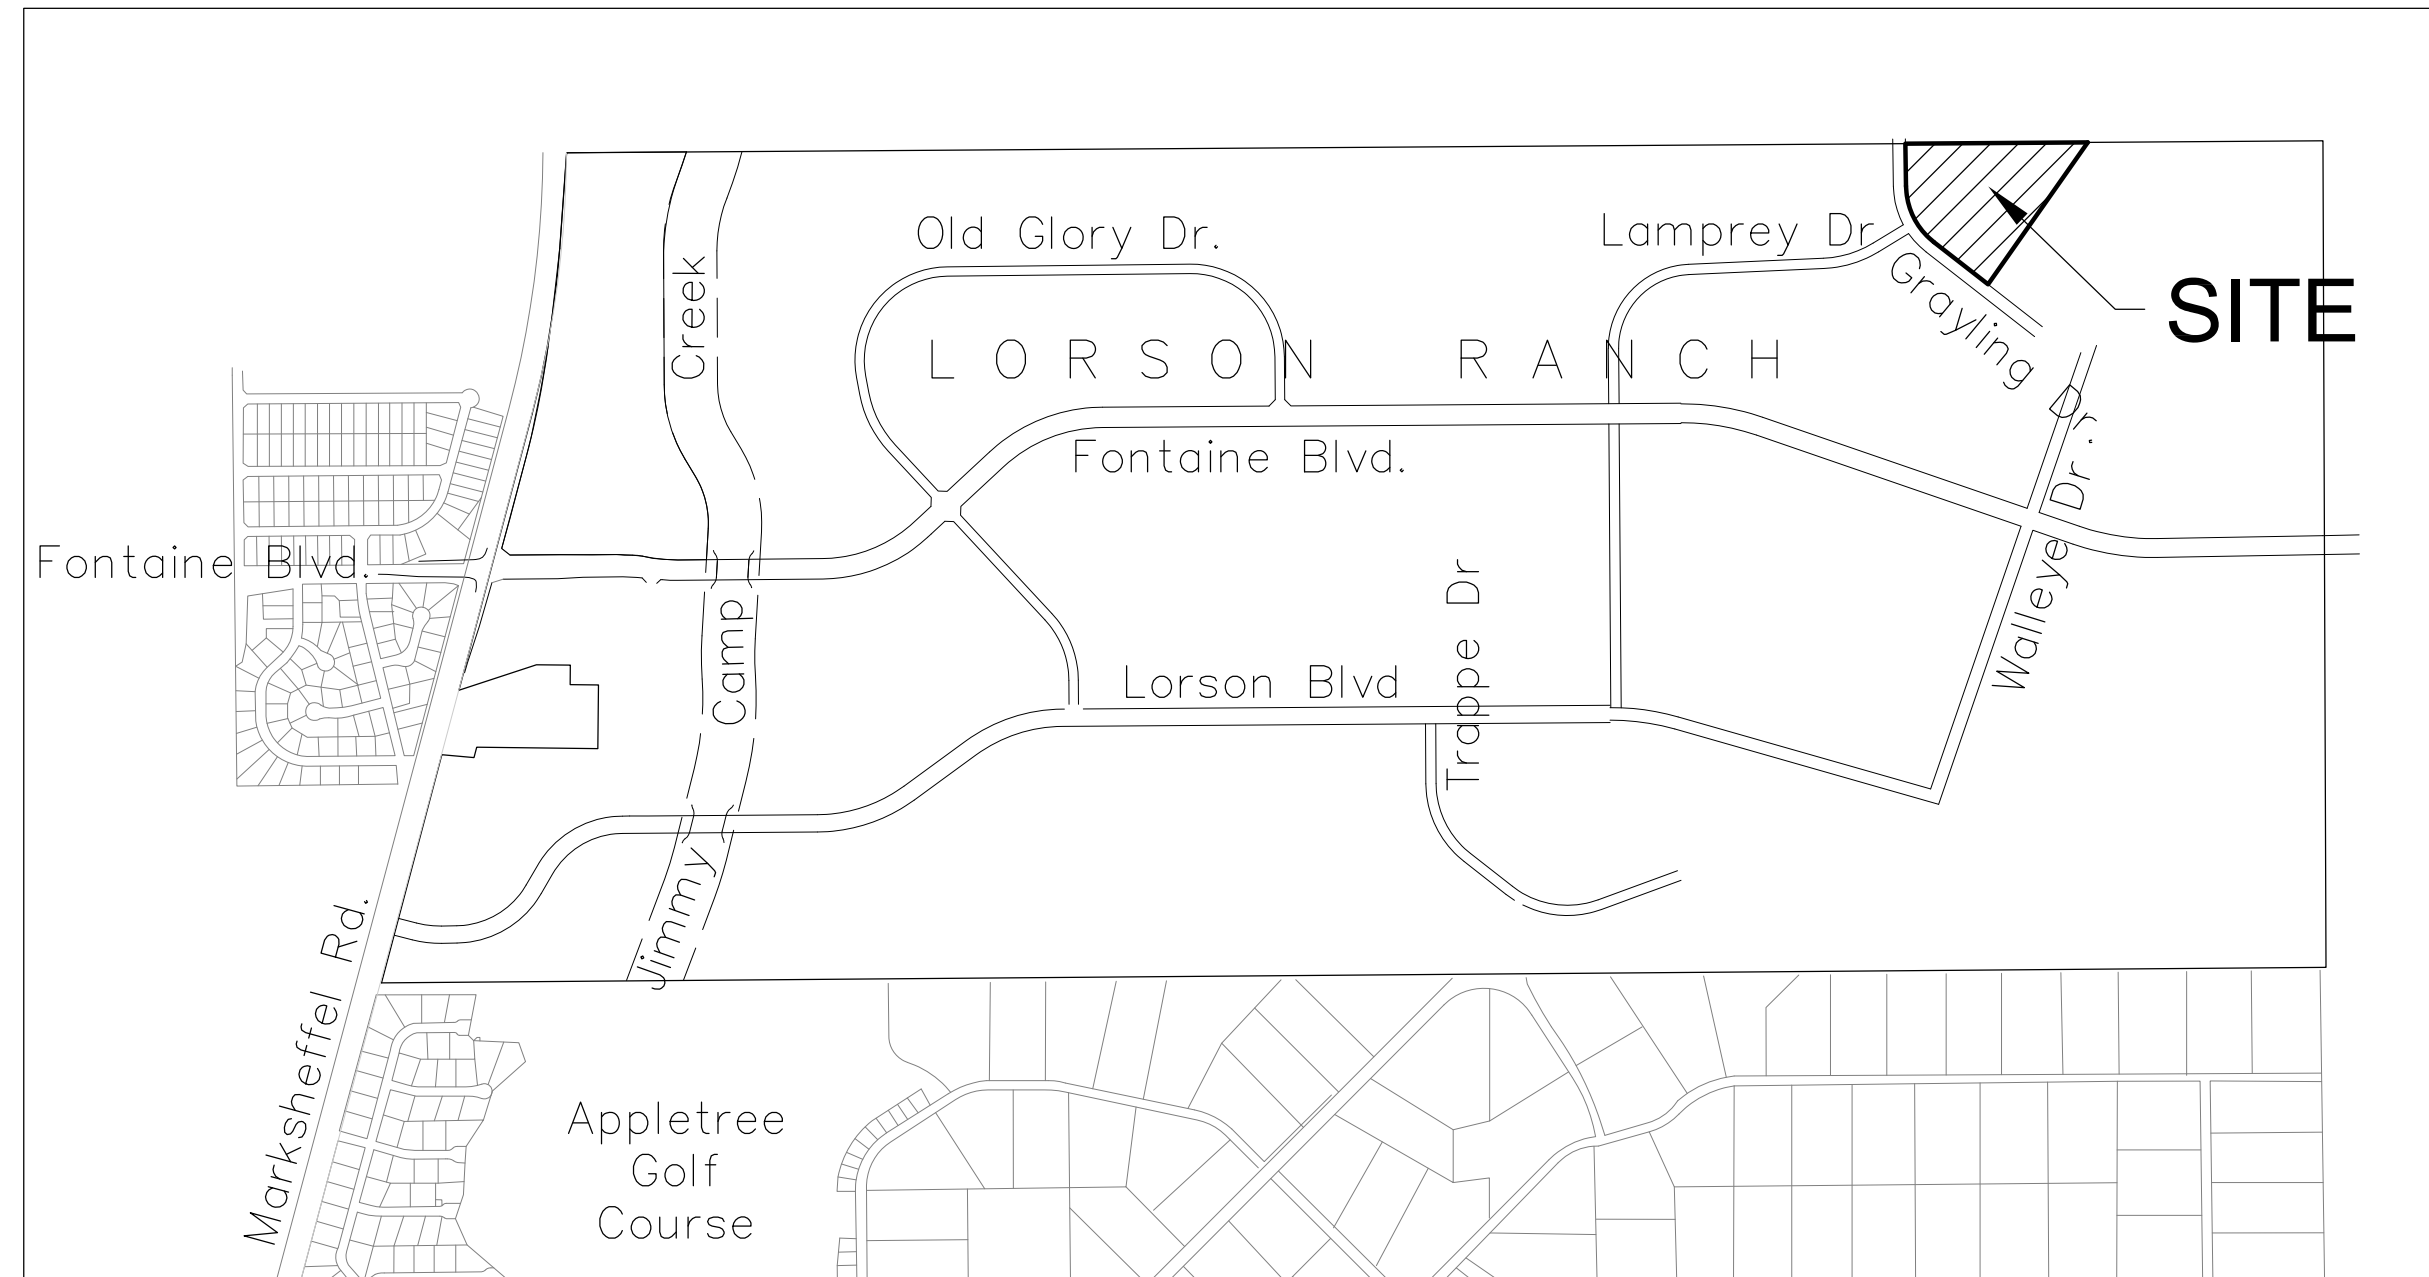 Old Glory Dr.
Lamprey Dr
Grayling Dr.
SITE
LORSON RANCH
Fontaine Blvd.
Fontaine Blvd.
Jimmy Camp Creek
Trappe Dr
Walleye Dr.
Lorson Blvd
Marksheffel Rd.
Appletree
Golf
Course